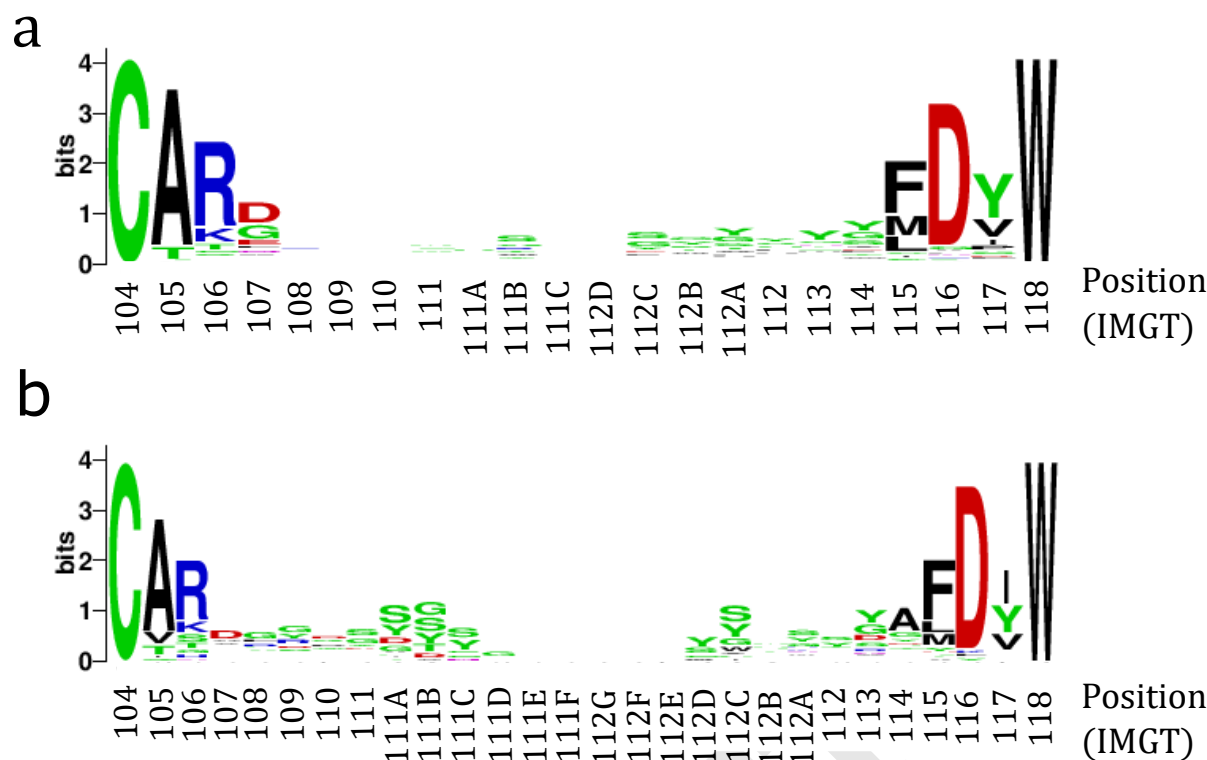 a
4
3
2
1
0
bits
C A R D
T K G
T E
F D Y W
M V
L
Y S
104 105 106 107 108 109 110 111 111A 111B 111C 112D 112C 112B 112A 112 113 114 115 116 117 118
Position
(IMGT)
b
4
3
2
1
0
bits
C A R D G G S S G S G
V K Y S Y
T S D Y
T G T
Y S Y A F D I W
S Y G G L Y
G D M V
W
104 105 106 107 108 109 110 111 111A 111B 111C 111D 111E 111F 112G 112F 112E 112D 112C 112B 112A 112 113 114 115 116 117 118
Position
(IMGT)